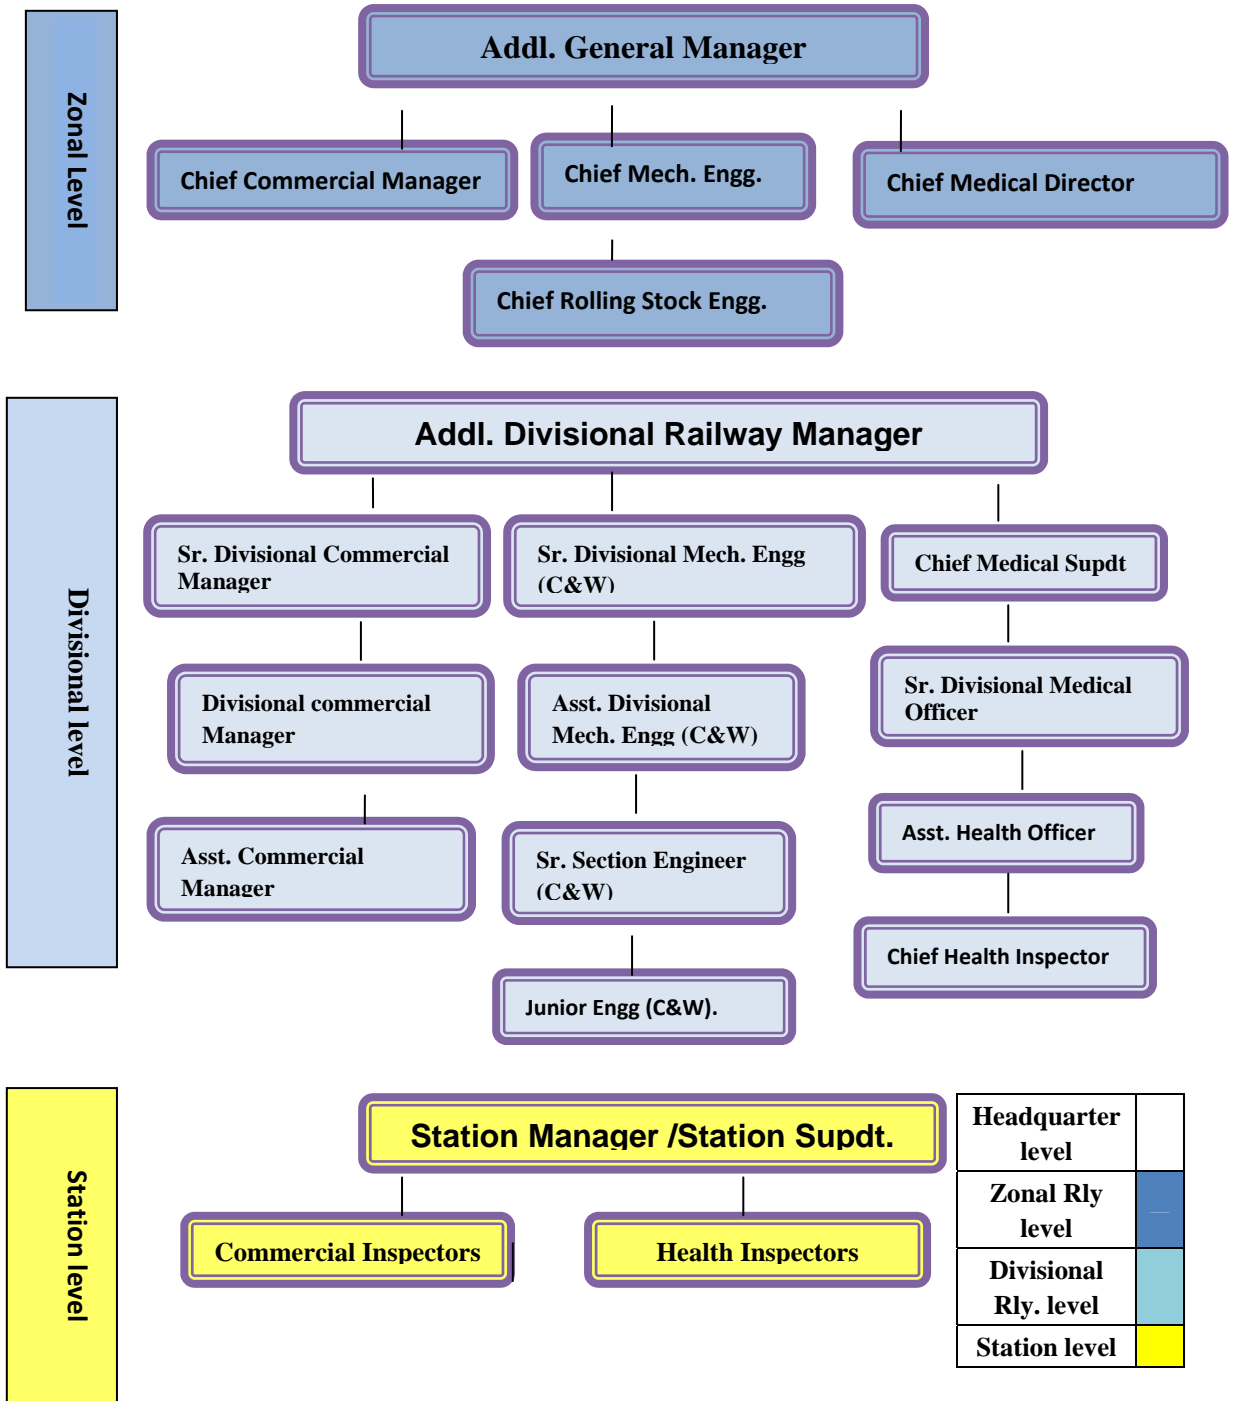 Zonal Level
Addl. General Manager
Chief Commercial Manager
Chief Mech. Engg.
Chief Medical Director
Chief Rolling Stock Engg.
Divisional level
Addl. Divisional Railway Manager
Sr. Divisional Commercial
Manager
Sr. Divisional Mech. Engg
(C&W)
Chief Medical Supdt
Divisional commercial
Manager
Asst. Divisional
Mech. Engg (C&W)
Sr. Divisional Medical
Officer
Asst. Commercial
Manager
Sr. Section Engineer
(C&W)
Asst. Health Officer
Junior Engg (C&W).
Chief Health Inspector
Station level
Station Manager /Station Supdt.
Commercial Inspectors
Health Inspectors
Headquarter
level
Zonal Rly
level
Divisional
Rly. level
Station level